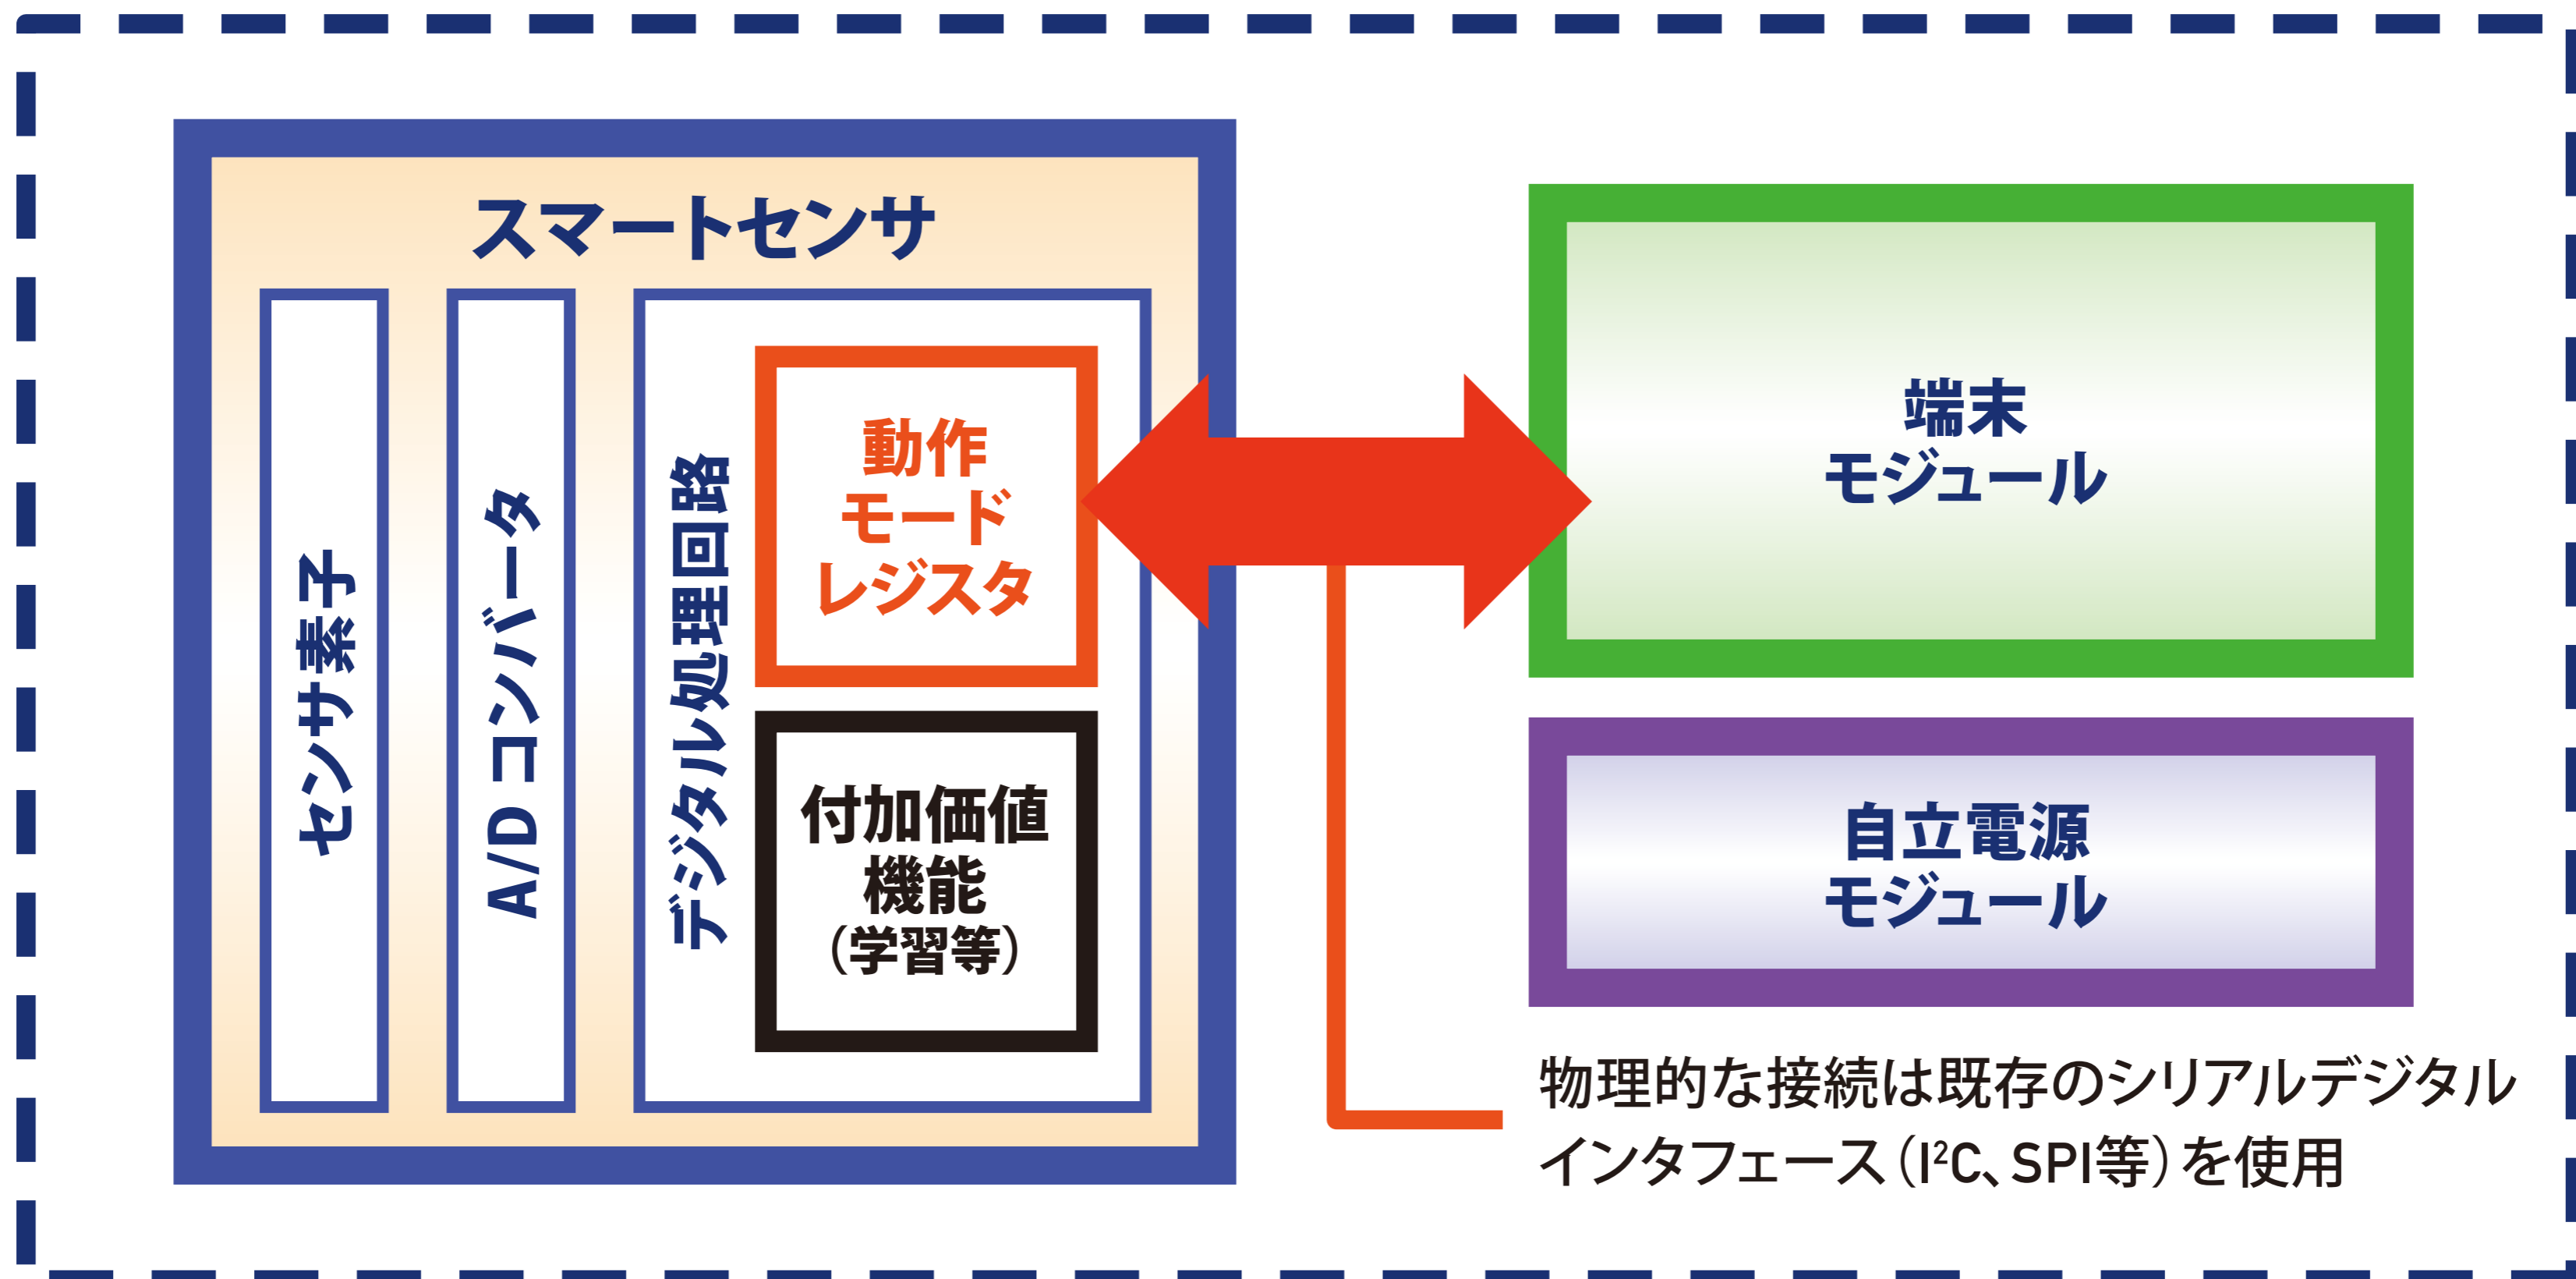 スマートセンサ
センサ素子
A/Dコンバータ
デジタル処理回路
動作
モード
レジスタ
付加価値
機能
（学習等）
端末
モジュール
自立電源
モジュール
物理的な接続は既存のシリアルデジタル
インタフェース（I²C、SPI等）を使用